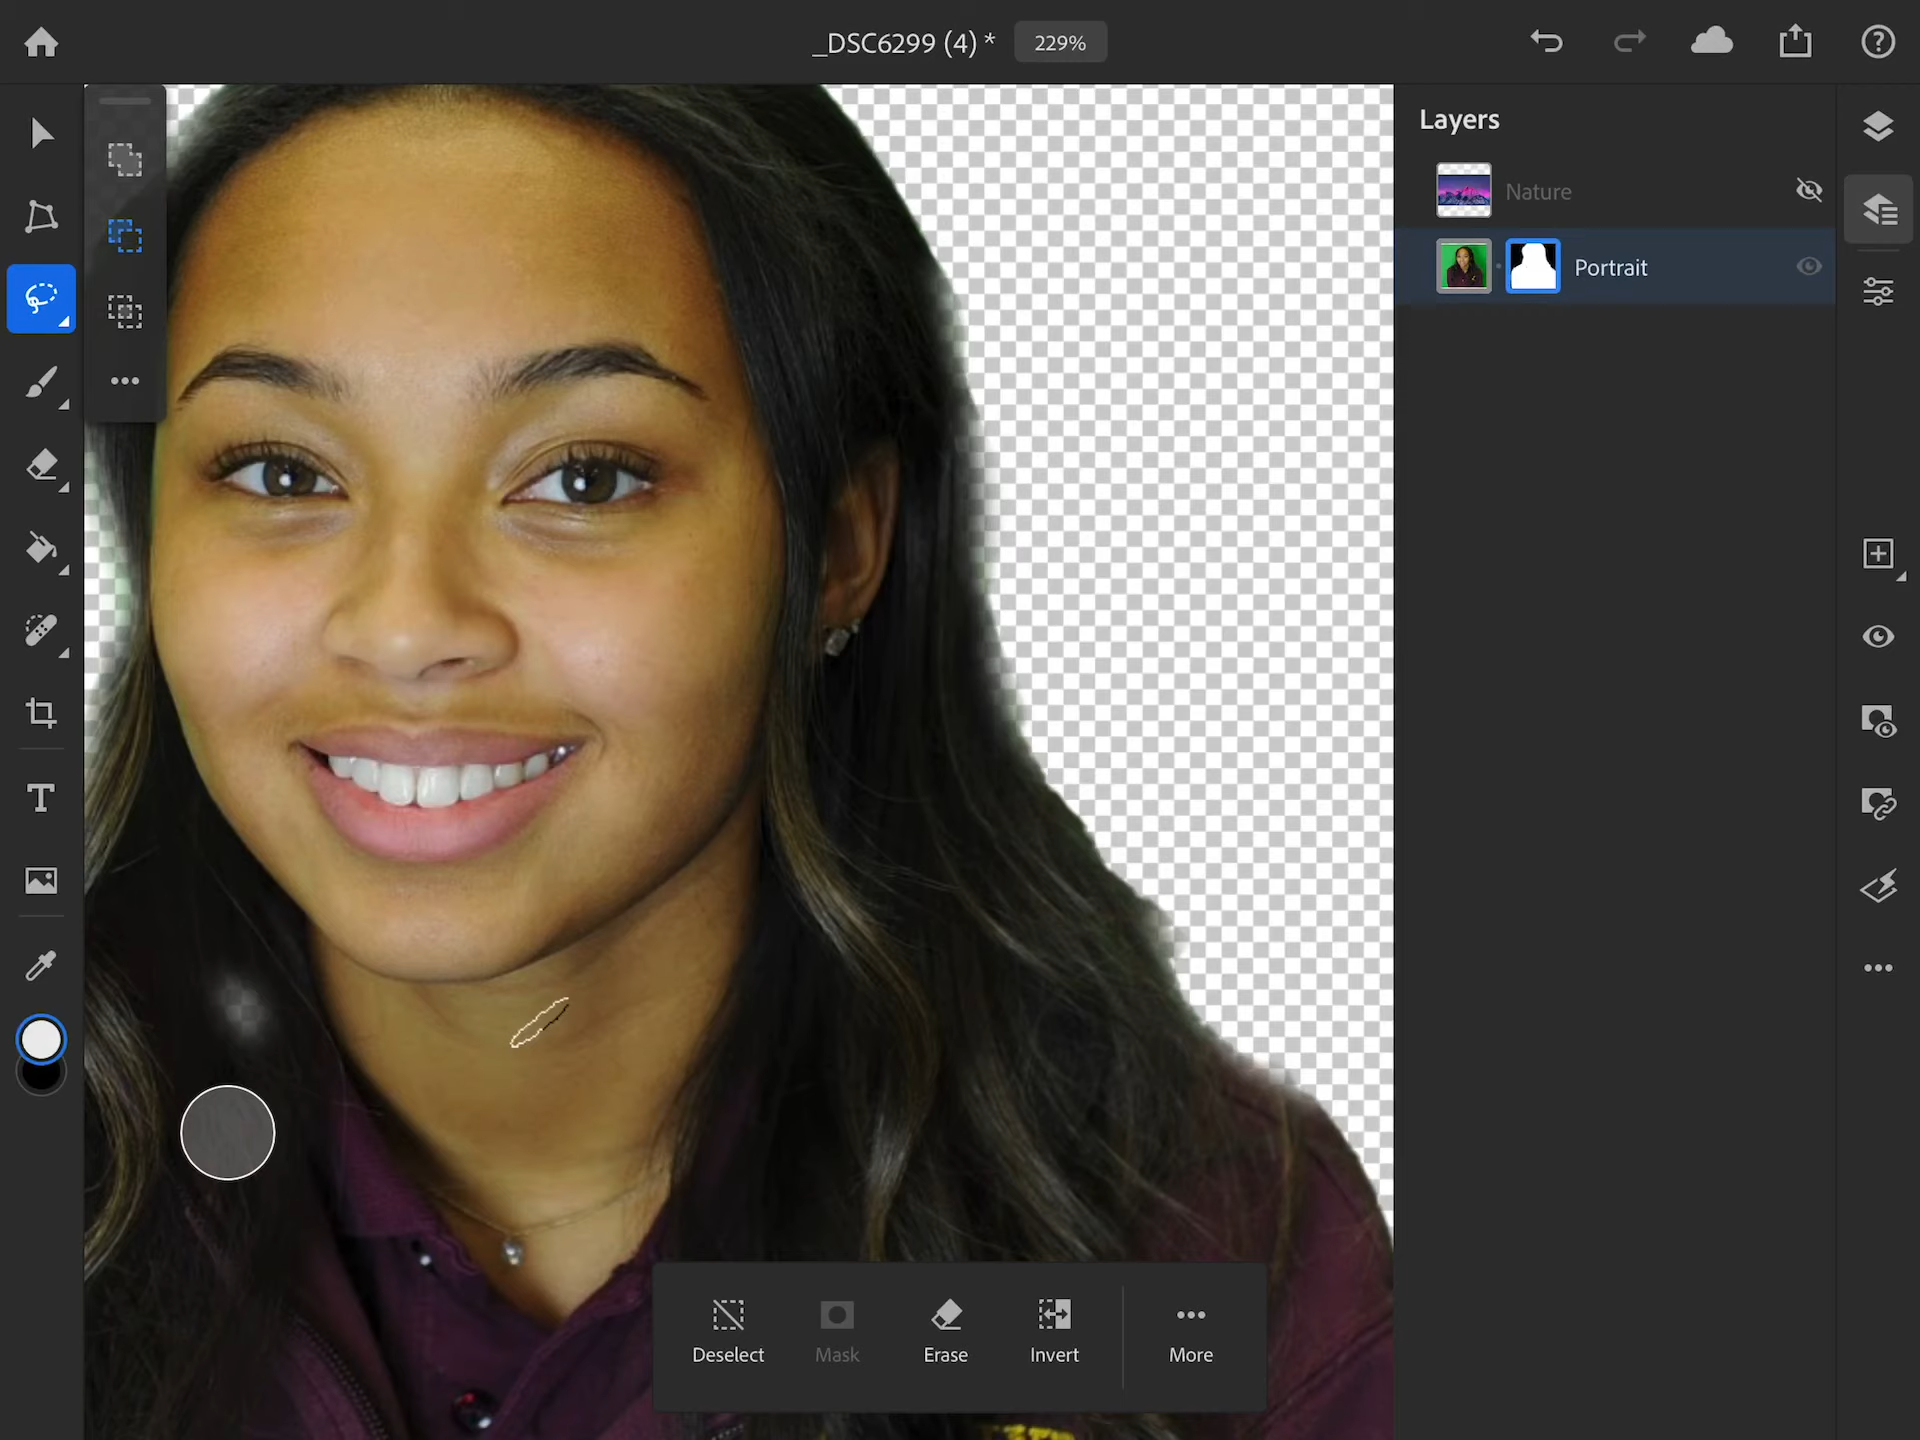 _DSC6299 (4) *
229%
Layers
Nature
Portrait
T
Deselect
Mask
Erase
Invert
More